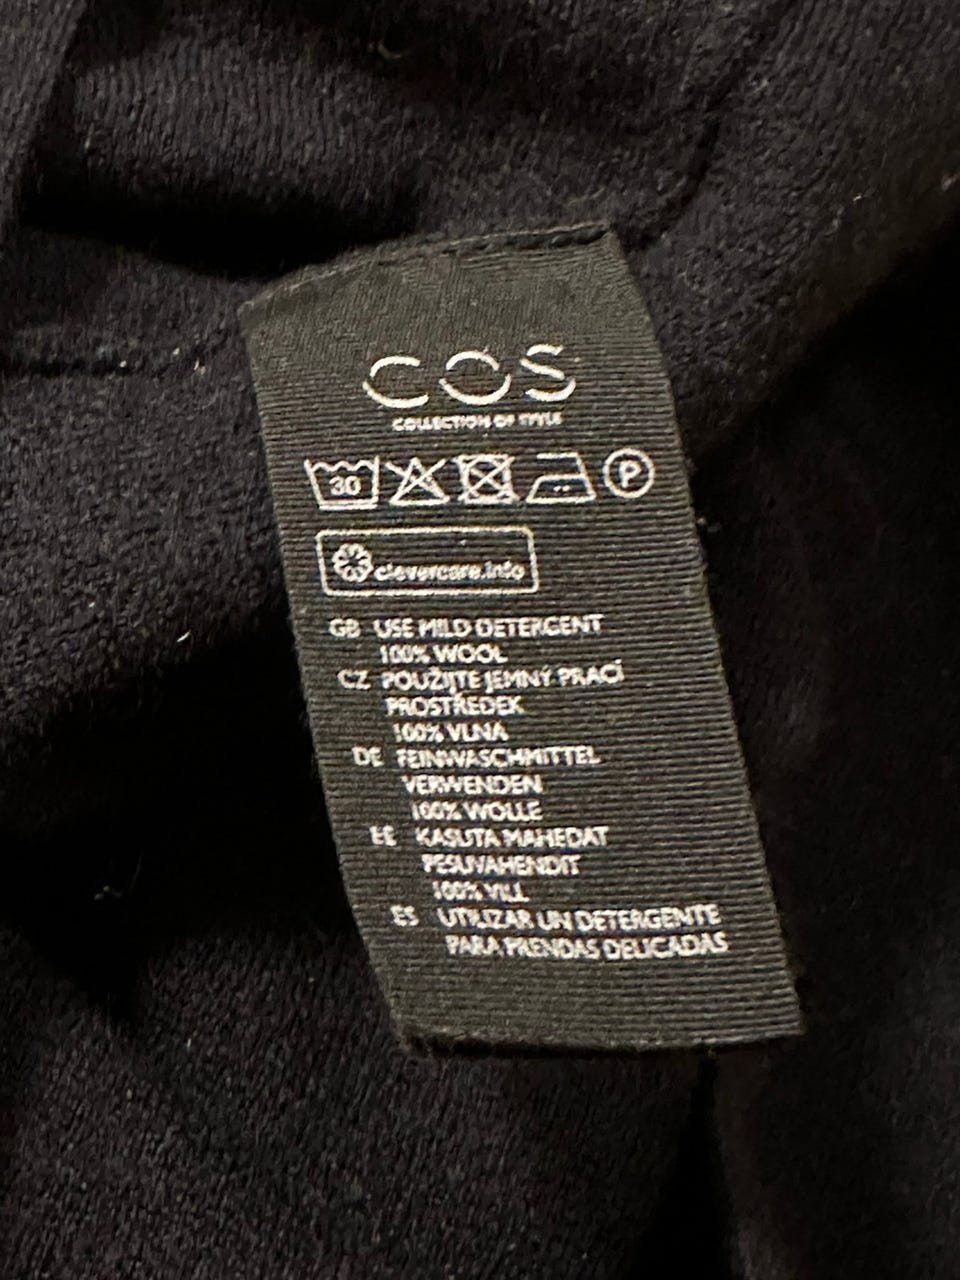 COS
COLLECTION OF STYLE
30 P
clevercare.info
GB USE MILD DETERGENT
100% WOOL
CZ POUŽIJTE JEMNÝ PRACÍ
PROSTŘEDEK
100% VLNA
DE FEINWASCHMITTEL
VERWENDEN
100% WOLLE
EE KASUTA MAHEDAT
PESUVAHENDIT
100% VILL
ES UTILIZAR UN DETERGENTE
PARA PRENDAS DELICADAS